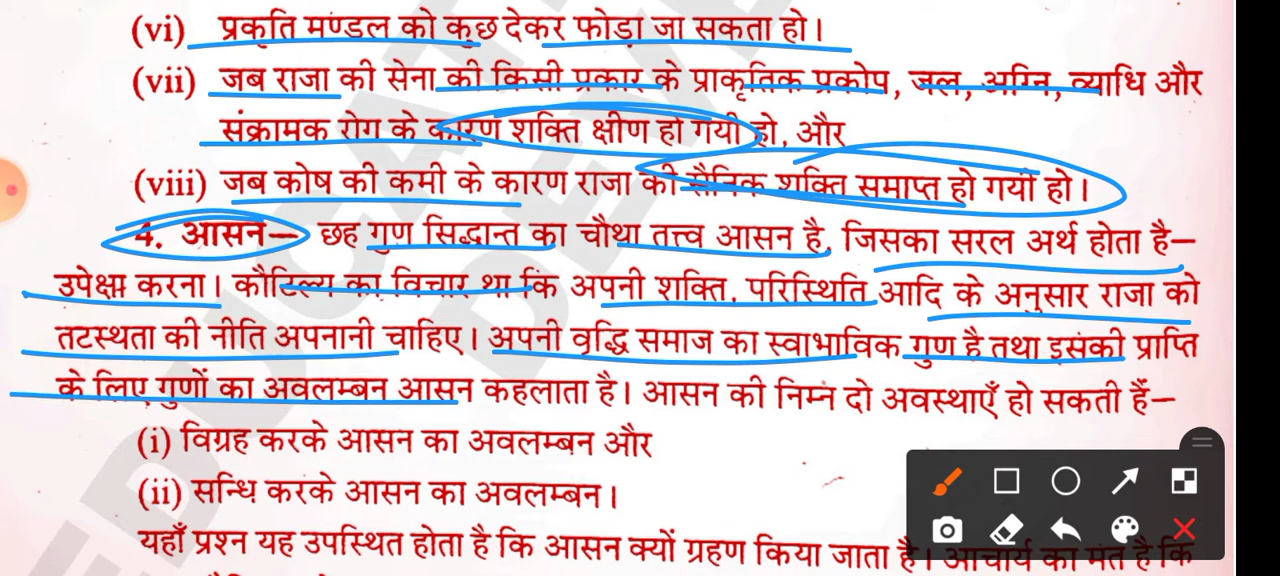 (vi) प्रकृति मण्डल को कुछ देकर फोड़ा जा सकता हो।
(vii) जब राजा की सेना की किसी प्रकार के प्राकृतिक प्रकोप, जल, अग्नि, व्याधि और
संक्रामक रोग के कारण शक्ति क्षीण हो गयी हो, और
(viii) जब कोष की कमी के कारण राजा की सैनिक शक्ति समाप्त हो गयी हो।
4. आसन— छह गुण सिद्धान्त का चौथा तत्त्व आसन है, जिसका सरल अर्थ होता है—
उपेक्षा करना। कौटिल्य का विचार था कि अपनी शक्ति, परिस्थिति आदि के अनुसार राजा को
तटस्थता की नीति अपनानी चाहिए। अपनी वृद्धि समाज का स्वाभाविक गुण है तथा इसकी प्राप्ति
के लिए गुणों का अवलम्बन आसन कहलाता है। आसन की निम्न दो अवस्थाएँ हो सकती हैं—
(i) विग्रह करके आसन का अवलम्बन और
(ii) सन्धि करके आसन का अवलम्बन।
यहाँ प्रश्न यह उपस्थित होता है कि आसन क्यों ग्रहण किया जाता है। आचार्य का मत है कि